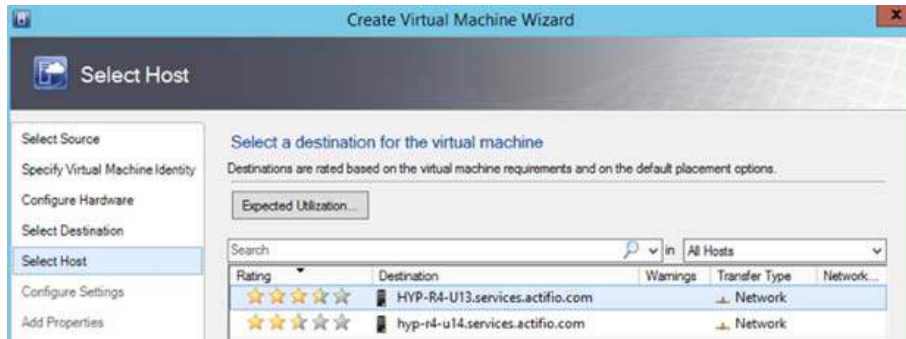 Create Virtual Machine Wizard
x
Select Host
Select Source
Specify Virtual Machine Identity
Configure Hardware
Select Destination
Select Host
Configure Settings
Add Properties
Select a destination for the virtual machine
Destinations are rated based on the virtual machine requirements and on the default placement options.
Expected Utilization...
Search in All Hosts
Rating Destination Warnings Transfer Type Network...
HYP-R4-U13.services.actifio.com Network
hyp-r4-u14.services.actifio.com Network